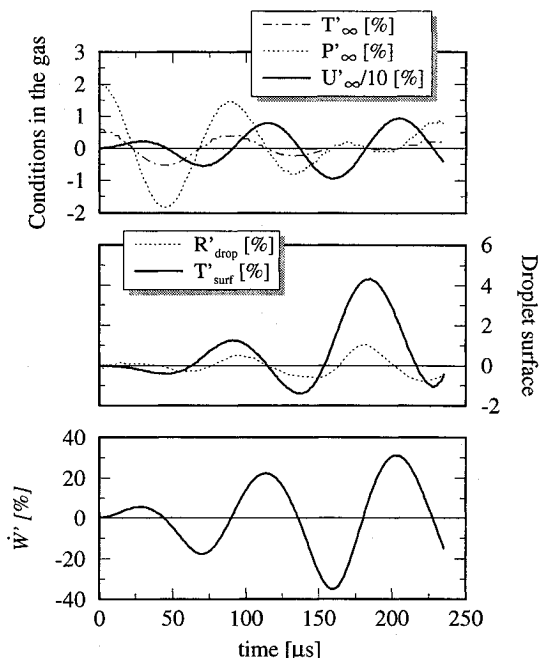 T'∞ [%]
P'∞ [%]
U'∞/10 [%]
Conditions in the gas
3
2
1
0
-1
-2
R'drop [%]
T'surf [%]
6
4
2
0
-2
Droplet surface
40
20
0
-20
-40
Ẇ' [%]
0 50 100 150 200 250
time [μs]